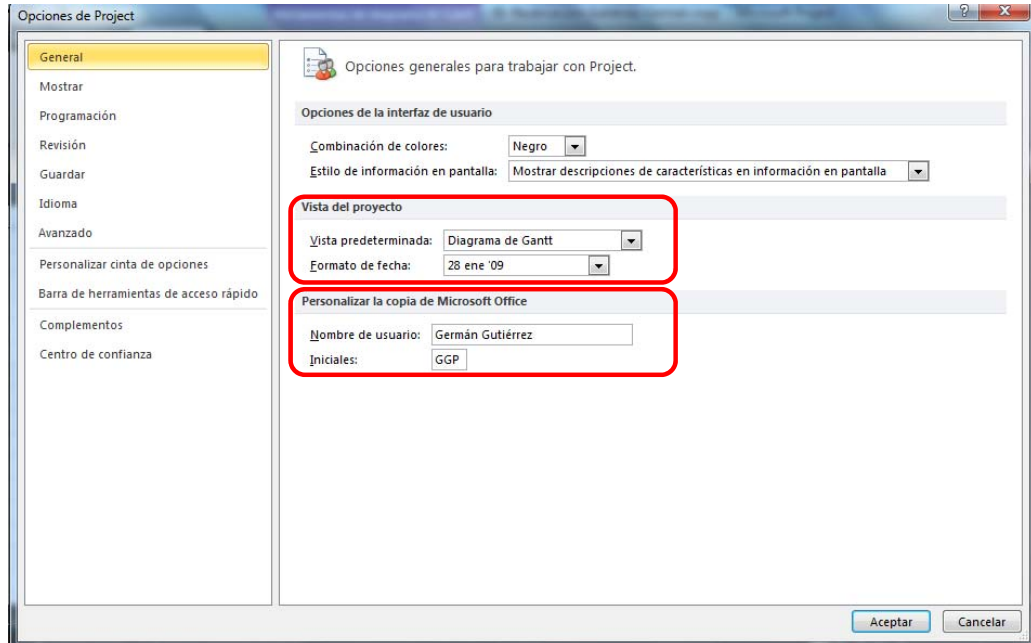 Opciones de Project
General
Mostrar
Programación
Revisión
Guardar
Idioma
Avanzado
Personalizar cinta de opciones
Barra de herramientas de acceso rápido
Complementos
Centro de confianza
Opciones generales para trabajar con Project.
Opciones de la interfaz de usuario
Combinación de colores: Negro
Estilo de información en pantalla: Mostrar descripciones de características en información en pantalla
Vista del proyecto
Vista predeterminada: Diagrama de Gantt
Formato de fecha: 28 ene '09
Personalizar la copia de Microsoft Office
Nombre de usuario: Germán Gutiérrez
Iniciales: GGP
Aceptar Cancelar